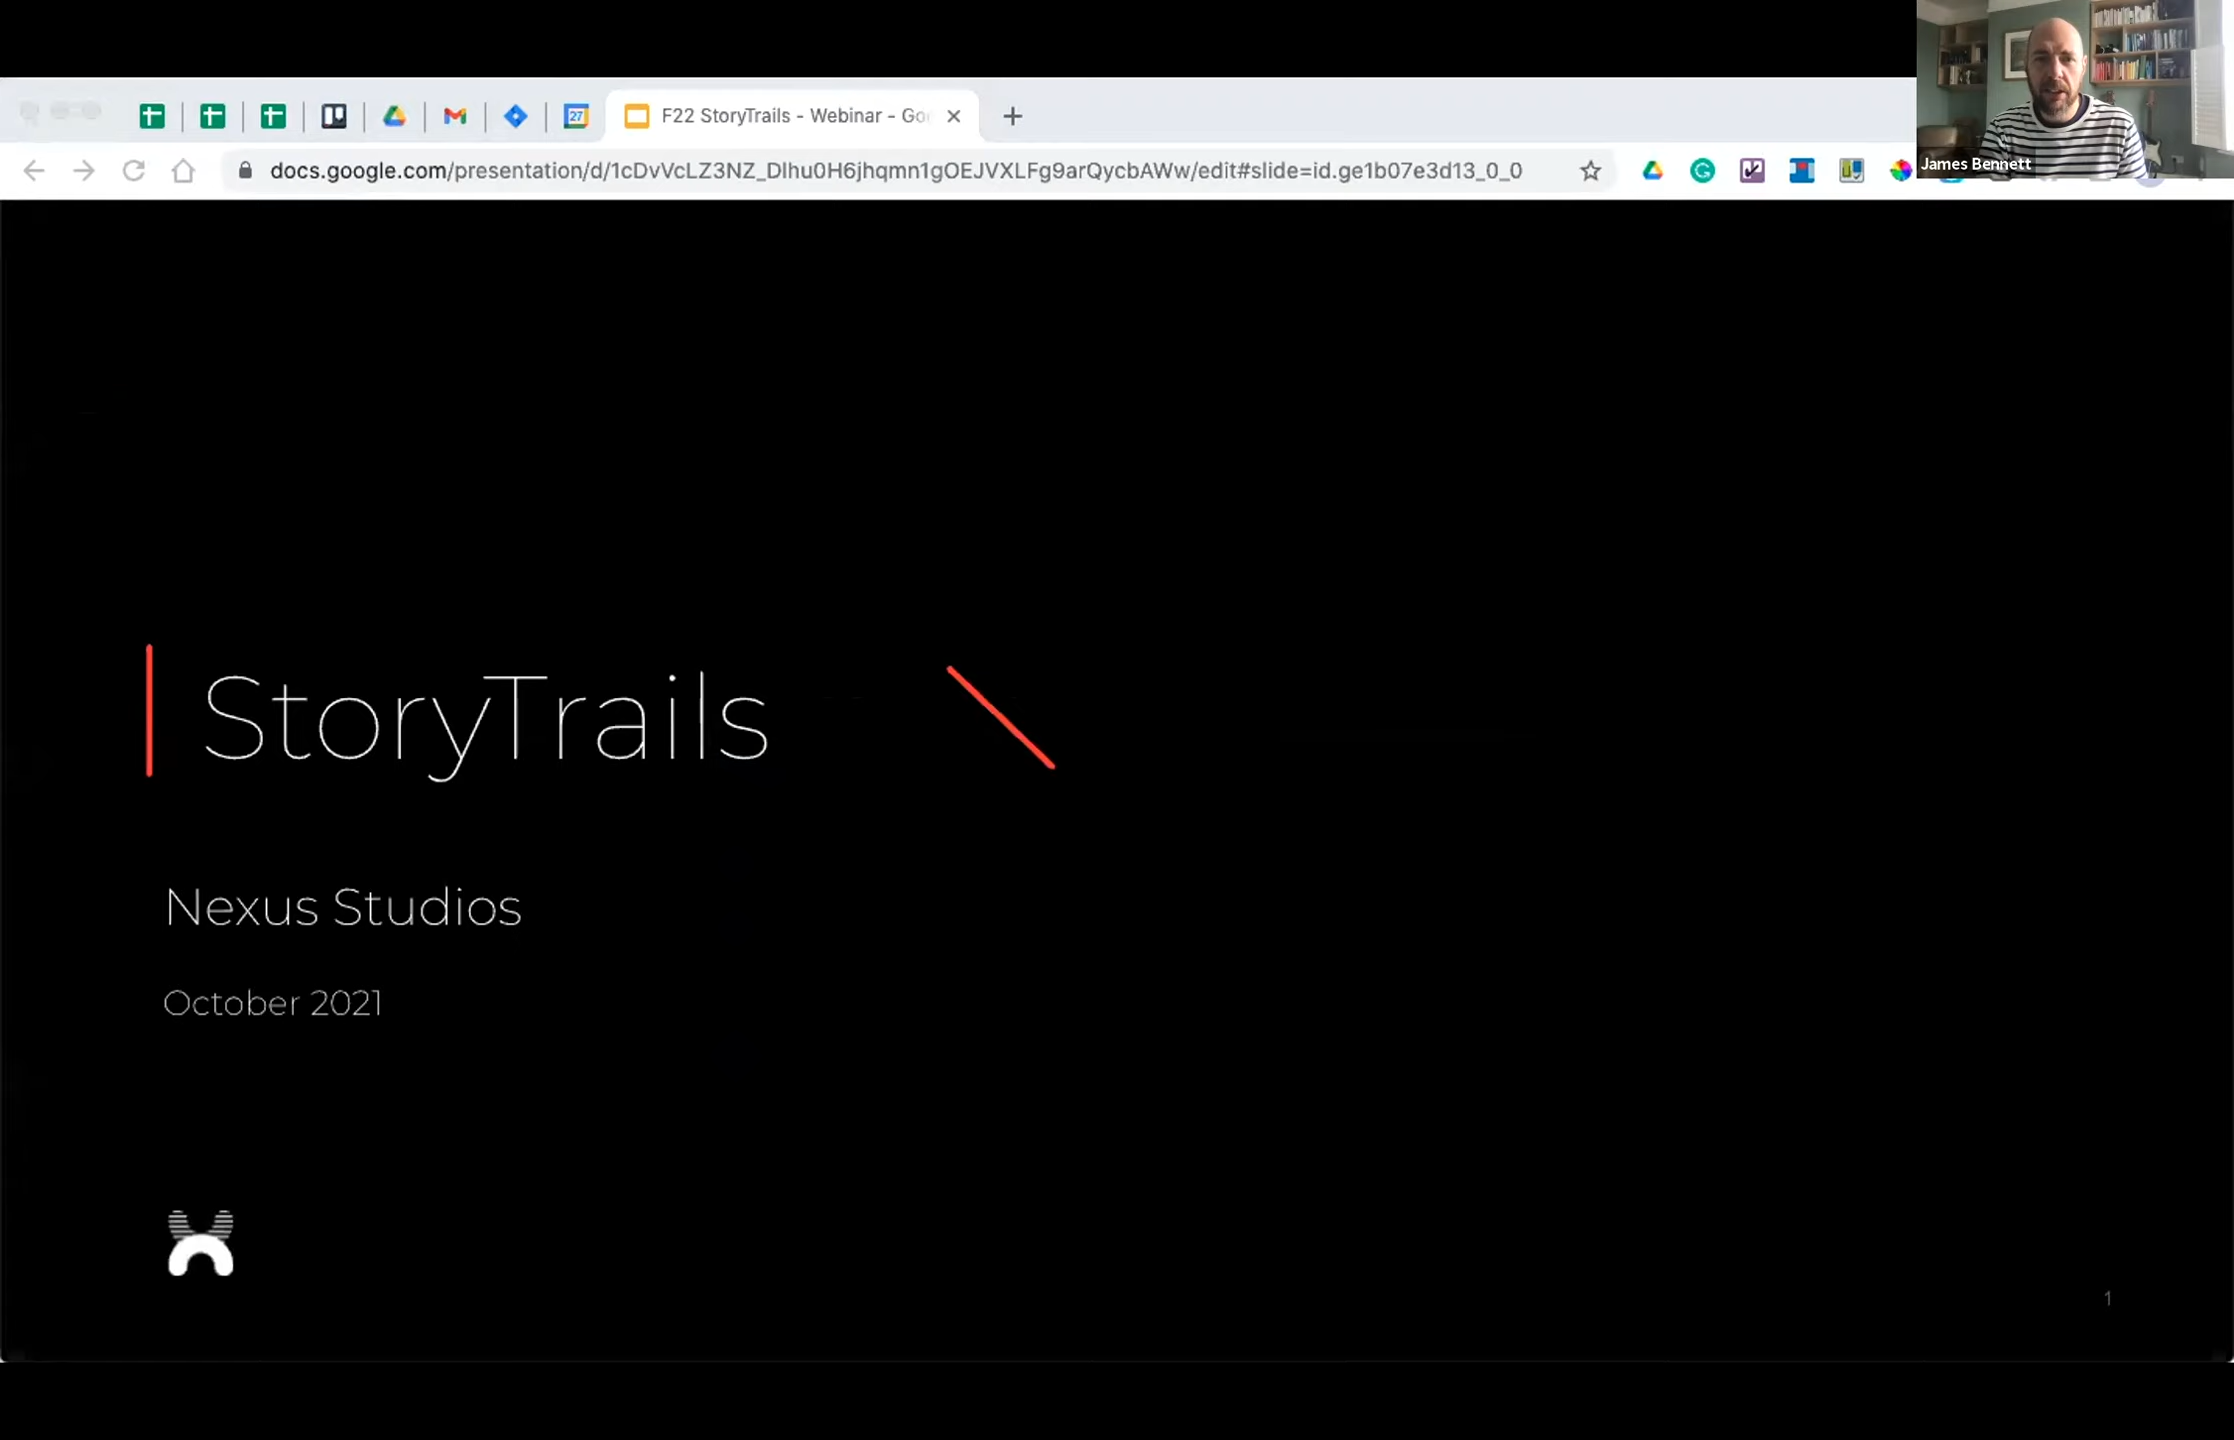 27
F22 StoryTrails - Webinar - Go
docs.google.com/presentation/d/1cDvVcLZ3NZ_Dlhu0H6jhqmn1gOEJVXLFg9arQycbAWw/edit#slide=id.ge1b07e3d13_0_0
James Bennett
StoryTrails
Nexus Studios
October 2021
1